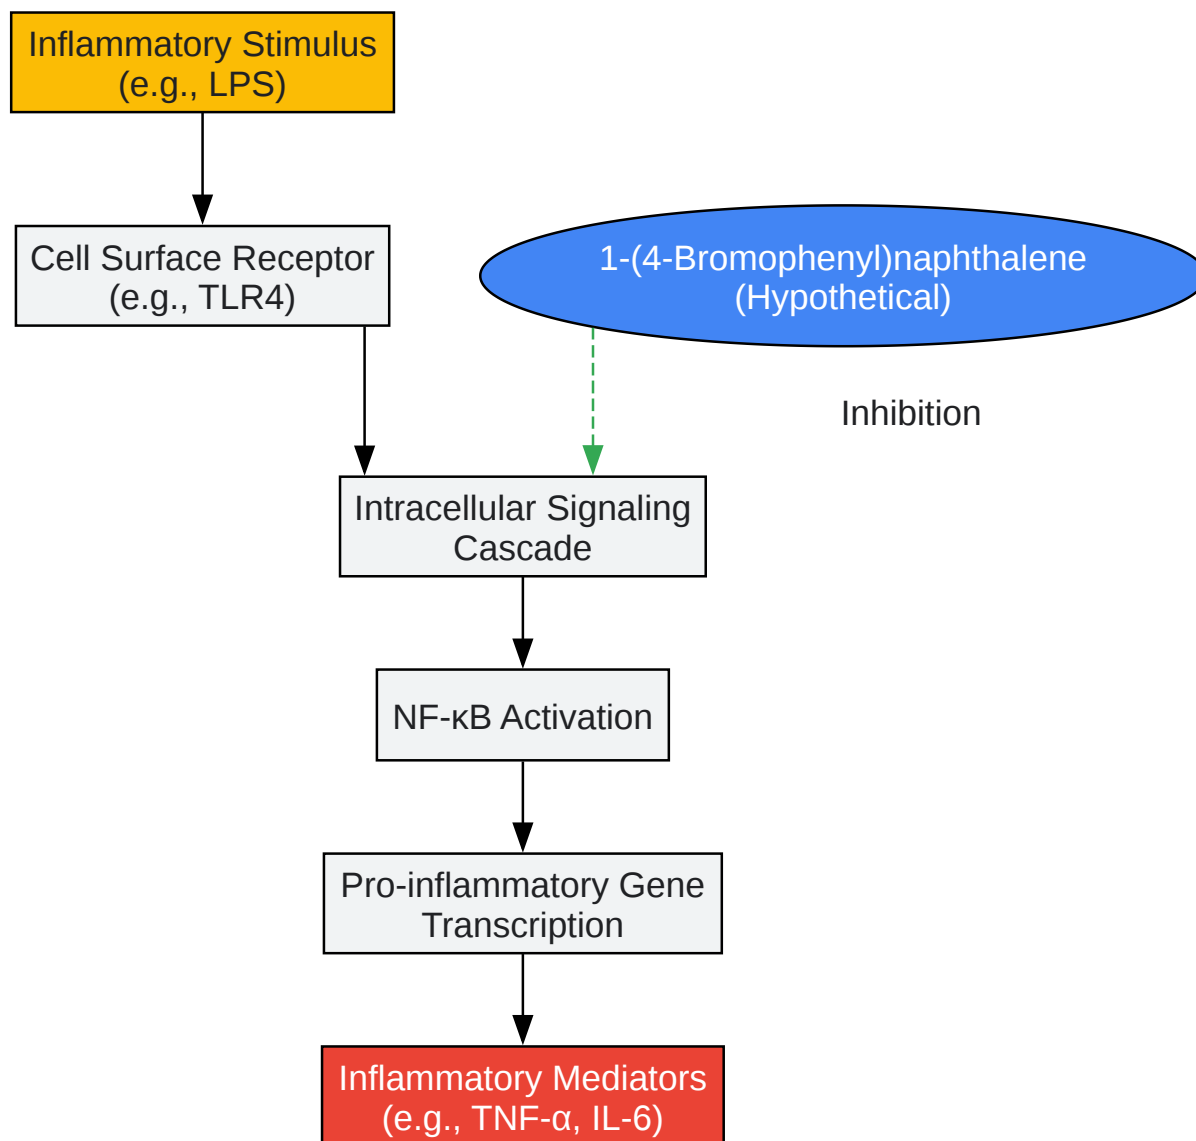 Inflammatory Stimulus
(e.g., LPS)
Cell Surface Receptor
(e.g., TLR4)
1-(4-Bromophenyl)naphthalene
(Hypothetical)
Inhibition
Intracellular Signaling
Cascade
NF-κB Activation
Pro-inflammatory Gene
Transcription
Inflammatory Mediators
(e.g., TNF-α, IL-6)